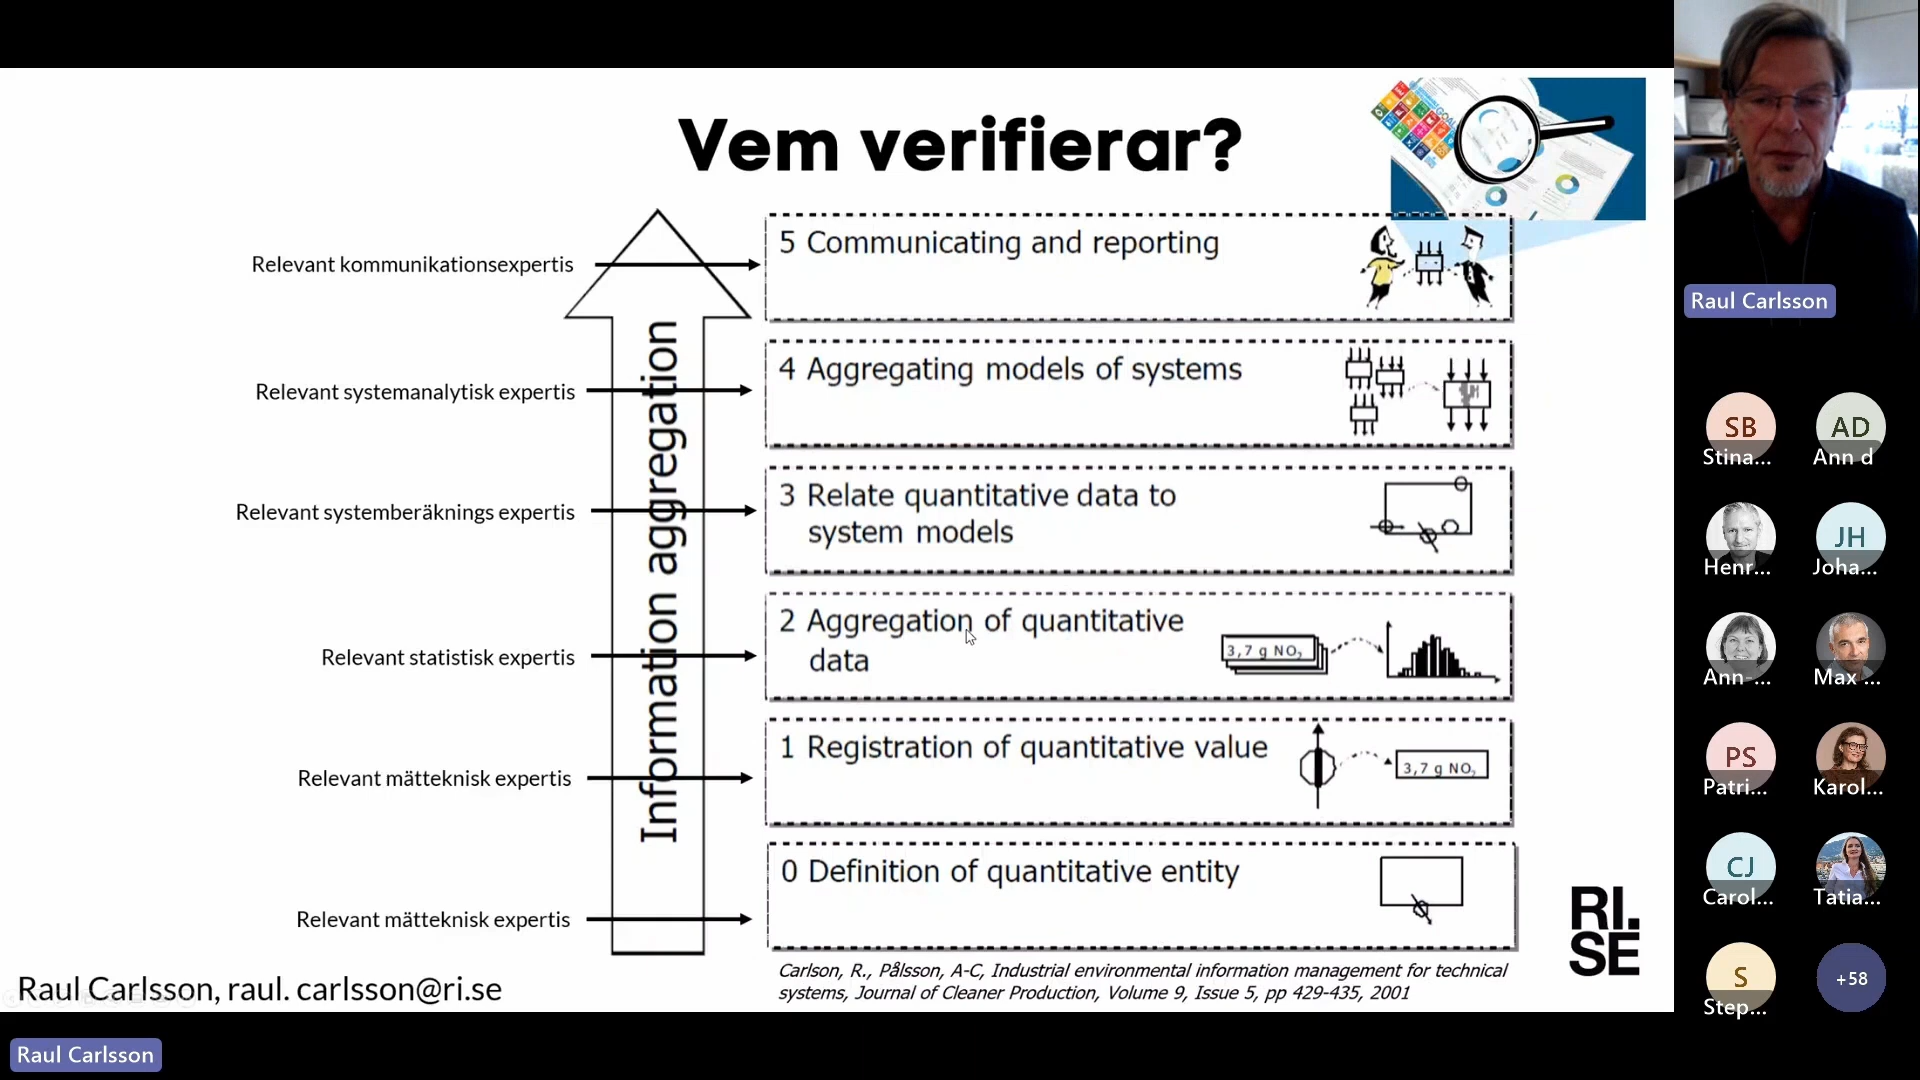 Vem verifierar?
Relevant kommunikationsexpertis
5 Communicating and reporting
Relevant systemanalytisk expertis
4 Aggregating models of systems
Relevant systemberäknings expertis
3 Relate quantitative data to
system models
Relevant statistisk expertis
2 Aggregation of quantitative
data
3,7 g NO2
Relevant mätteknisk expertis
1 Registration of quantitative value
3,7 g NO2
Relevant mätteknisk expertis
0 Definition of quantitative entity
Information aggregation
RI.
SE
Carlson, R., Pålsson, A-C, Industrial environmental information management for technical
systems, Journal of Cleaner Production, Volume 9, Issue 5, pp 429-435, 2001
Raul Carlsson, raul. carlsson@ri.se
Raul Carlsson
Raul Carlsson
SB
Stina...
AD
Ann d
Henr...
JH
Joha...
Ann-...
Max ...
PS
Patri...
Karol...
CJ
Carol...
Tatia...
S
Step...
+58